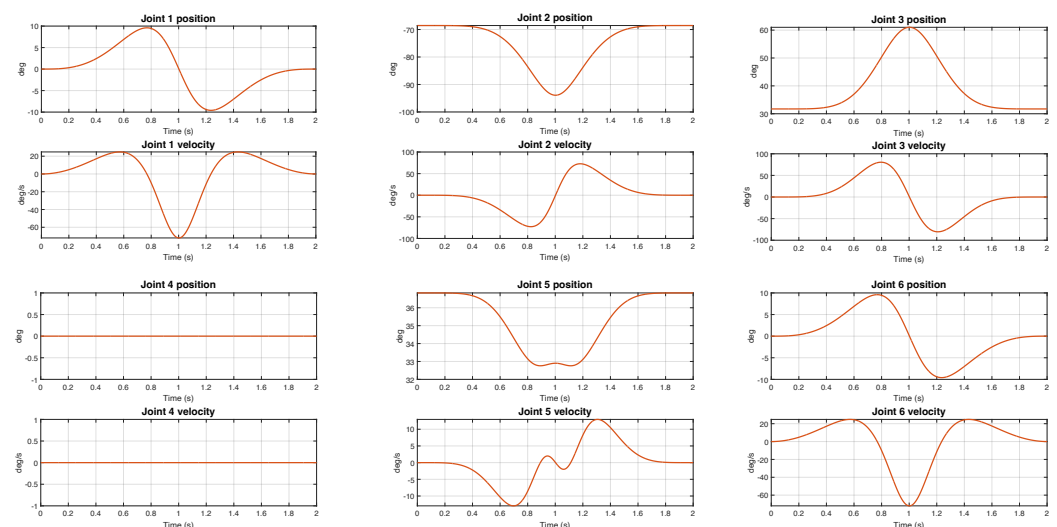 Joint 1 position
10
5
0
-5
-10
deg
0 0.2 0.4 0.6 0.8 1 1.2 1.4 1.6 1.8 2
Time (s)
Joint 2 position
-70
-80
-90
-100
deg
0 0.2 0.4 0.6 0.8 1 1.2 1.4 1.6 1.8 2
Time (s)
Joint 3 position
60
50
40
30
deg
0 0.2 0.4 0.6 0.8 1 1.2 1.4 1.6 1.8 2
Time (s)
Joint 1 velocity
20
0
-20
-40
-60
deg/s
0 0.2 0.4 0.6 0.8 1 1.2 1.4 1.6 1.8 2
Time (s)
Joint 2 velocity
100
50
0
-50
-100
deg/s
0 0.2 0.4 0.6 0.8 1 1.2 1.4 1.6 1.8 2
Time (s)
Joint 3 velocity
100
50
0
-50
-100
deg/s
0 0.2 0.4 0.6 0.8 1 1.2 1.4 1.6 1.8 2
Time (s)
Joint 4 position
1
0.5
0
-0.5
-1
deg
0 0.2 0.4 0.6 0.8 1 1.2 1.4 1.6 1.8 2
Time (s)
Joint 5 position
36
35
34
33
32
deg
0 0.2 0.4 0.6 0.8 1 1.2 1.4 1.6 1.8 2
Time (s)
Joint 6 position
10
5
0
-5
-10
deg
0 0.2 0.4 0.6 0.8 1 1.2 1.4 1.6 1.8 2
Time (s)
Joint 4 velocity
1
0.5
0
-0.5
-1
deg/s
0 0.2 0.4 0.6 0.8 1 1.2 1.4 1.6 1.8 2
Time (s)
Joint 5 velocity
10
5
0
-5
-10
deg/s
0 0.2 0.4 0.6 0.8 1 1.2 1.4 1.6 1.8 2
Time (s)
Joint 6 velocity
20
0
-20
-40
-60
deg/s
0 0.2 0.4 0.6 0.8 1 1.2 1.4 1.6 1.8 2
Time (s)